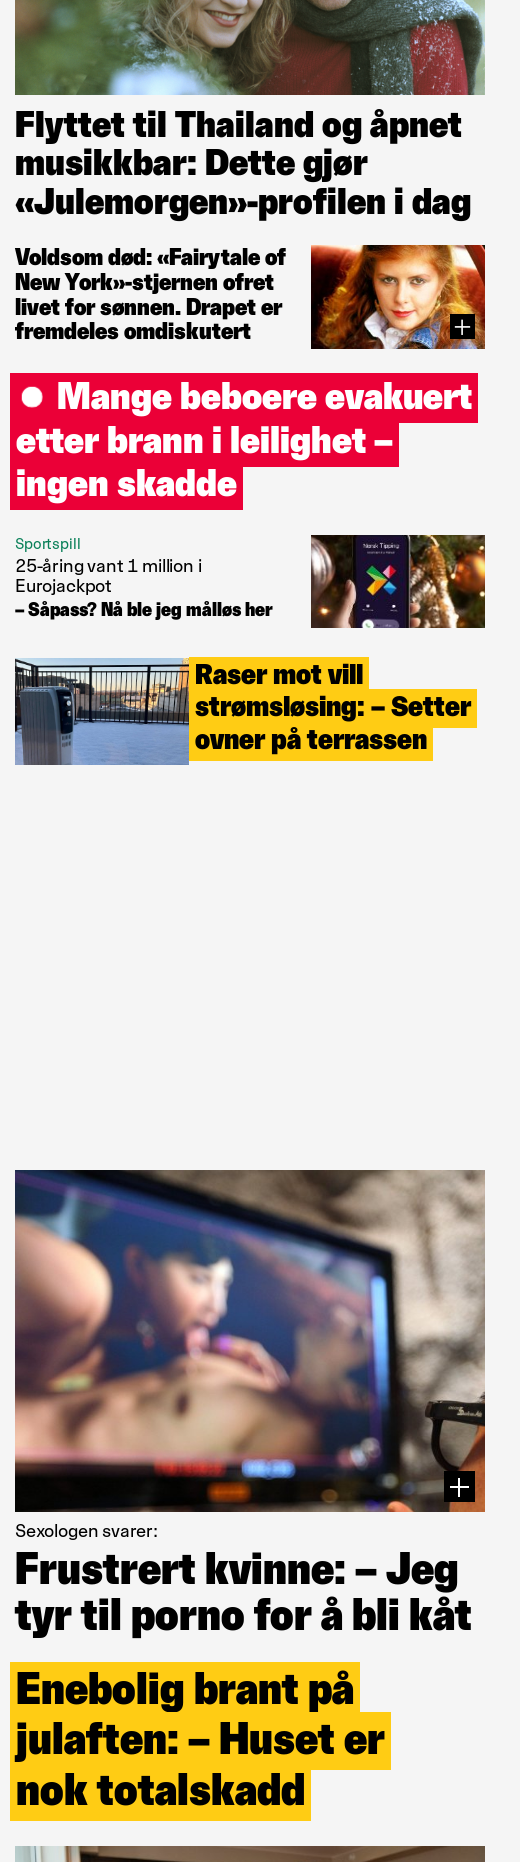 Flyttet til Thailand og åpnet
musikkbar: Dette gjør
«Julemorgen»-profilen i dag
Voldsom død: «Fairytale of
New York»-stjernen ofret
livet for sønnen. Drapet er
fremdeles omdiskutert
Mange beboere evakuert
etter brann i leilighet –
ingen skadde
Sportspill
25-åring vant 1 million i
Eurojackpot
– Såpass? Nå ble jeg målløs her
Norsk Tipping
Raser mot vill
strømsløsing: – Setter
ovner på terrassen
Sexologen svarer:
Frustrert kvinne: – Jeg
tyr til porno for å bli kåt
Enebolig brant på
julaften: – Huset er
nok totalskadd